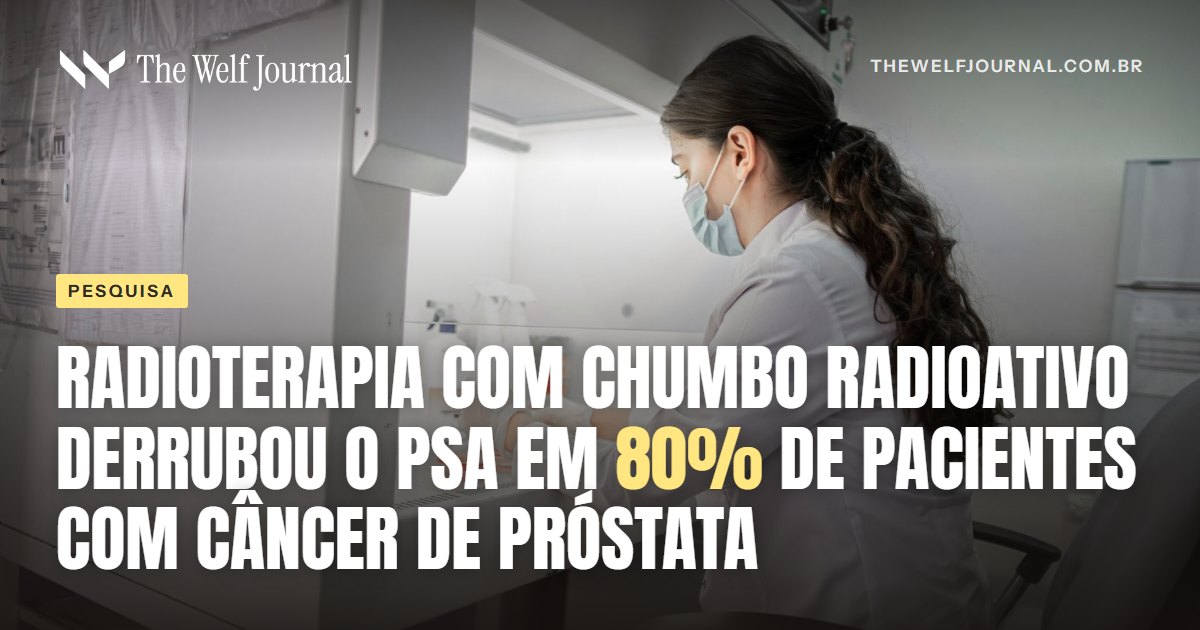 The Welf Journal
THEWELFJOURNAL.COM.BR
PESQUISA
RADIOTERAPIA COM CHUMBO RADIOATIVO
DERRUBOU O PSA EM 80% DE PACIENTES
COM CÂNCER DE PRÓSTATA